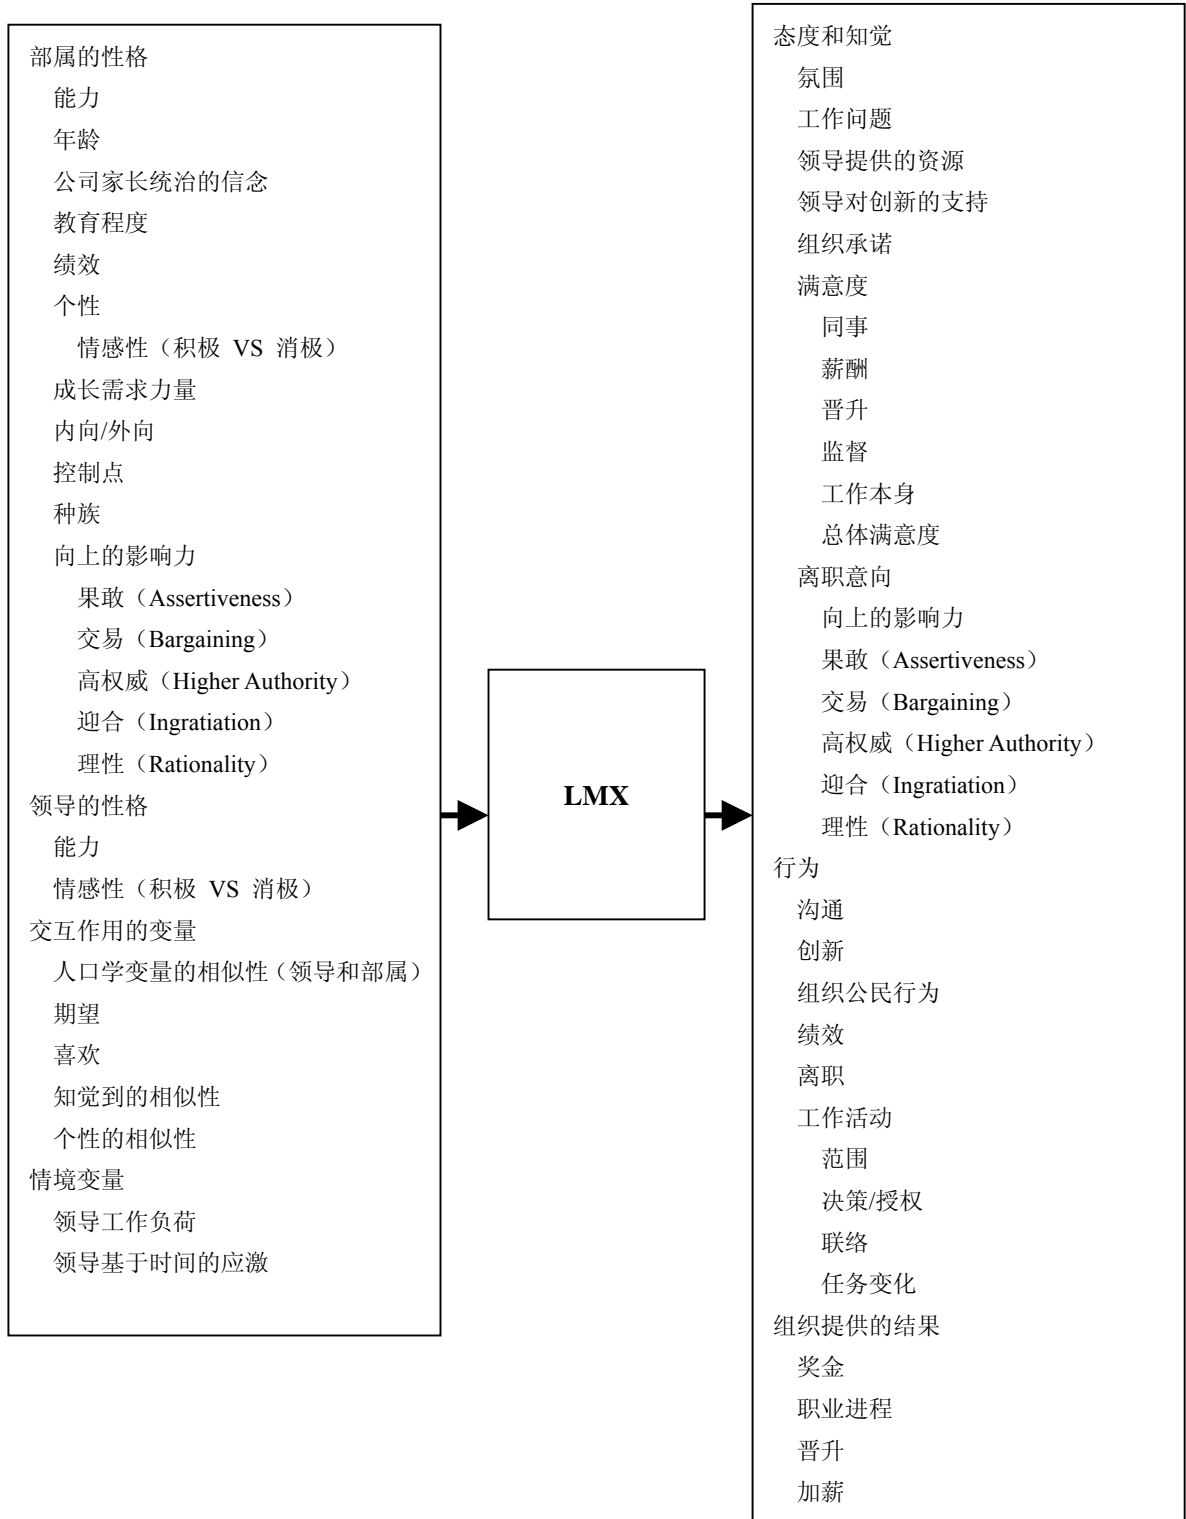 部属的性格
能力
年龄
公司家长统治的信念
教育程度
绩效
个性
情感性（积极 VS 消极）
成长需求力量
内向/外向
控制点
种族
向上的影响力
果敢（Assertiveness）
交易（Bargaining）
高权威（Higher Authority）
迎合（Ingratiation）
理性（Rationality）
领导的性格
能力
情感性（积极 VS 消极）
交互作用的变量
人口学变量的相似性（领导和部属）
期望
喜欢
知觉到的相似性
个性的相似性
情境变量
领导工作负荷
领导基于时间的应激
LMX
态度和知觉
氛围
工作问题
领导提供的资源
领导对创新的支持
组织承诺
满意度
同事
薪酬
晋升
监督
工作本身
总体满意度
离职意向
向上的影响力
果敢（Assertiveness）
交易（Bargaining）
高权威（Higher Authority）
迎合（Ingratiation）
理性（Rationality）
行为
沟通
创新
组织公民行为
绩效
离职
工作活动
范围
决策/授权
联络
任务变化
组织提供的结果
奖金
职业进程
晋升
加薪